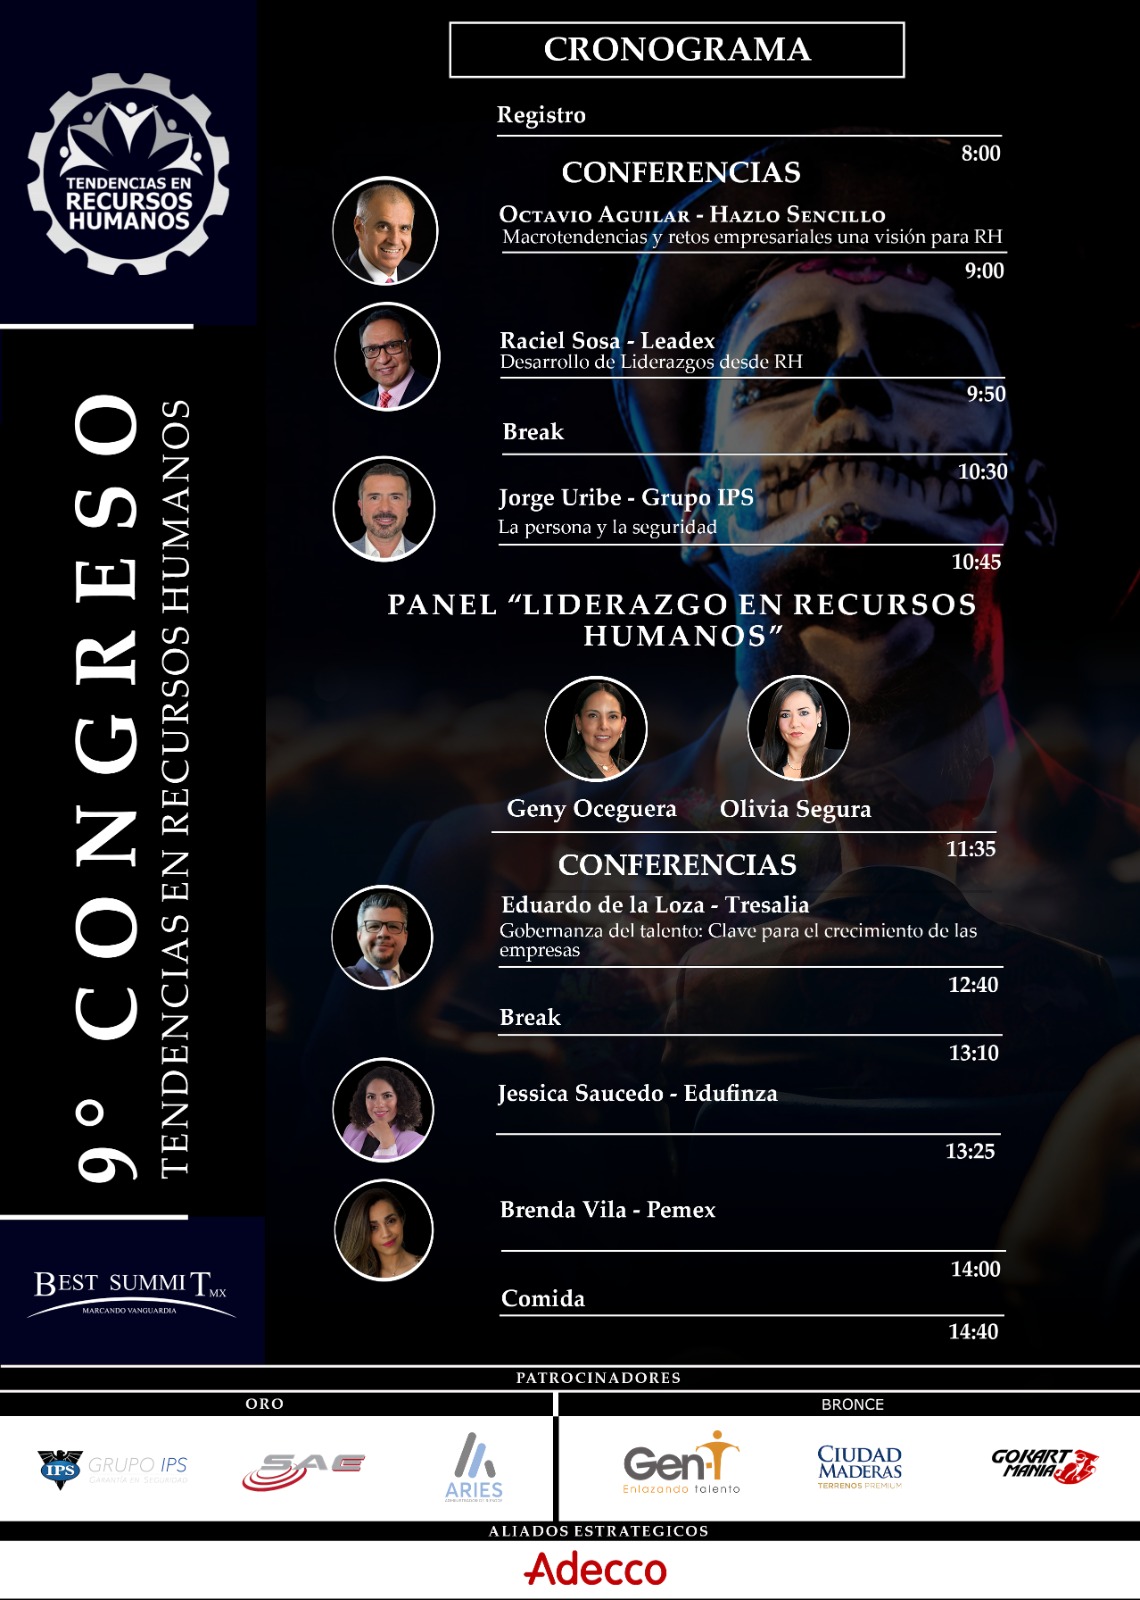 CRONOGRAMA
Registro
8:00
CONFERENCIAS
OCTAVIO AGUILAR - HAZLO SENCILLO
Macrotendencias y retos empresariales una visión para RH
9:00
Raciel Sosa - Leadex
Desarrollo de Liderazgos desde RH
9:50
Break
10:30
Jorge Uribe - Grupo IPS
La persona y la seguridad
10:45
PANEL “LIDERAZGO EN RECURSOS
HUMANOS”
Geny Oceguera
Olivia Segura
11:35
CONFERENCIAS
Eduardo de la Loza - Tresalia
Gobernanza del talento: Clave para el crecimiento de las
empresas
12:40
Break
13:10
Jessica Saucedo - Edufinza
13:25
Brenda Vila - Pemex
14:00
Comida
14:40
TENDENCIAS EN
RECURSOS
HUMANOS
9° CONGRESO
TENDENCIAS EN RECURSOS HUMANOS
BEST SUMMIT MX
MARCANDO VANGUARDIA
PATROCINADORES
ORO
BRONCE
IPS
GRUPO IPS
GARANTÍA EN SEGURIDAD
SAE
ARIES
Gen-T
Enlazando talento
CIUDAD
MADERAS
TERRENOS PREMIUM
GOKART
MANIA
ALIADOS ESTRATEGICOS
Adecco